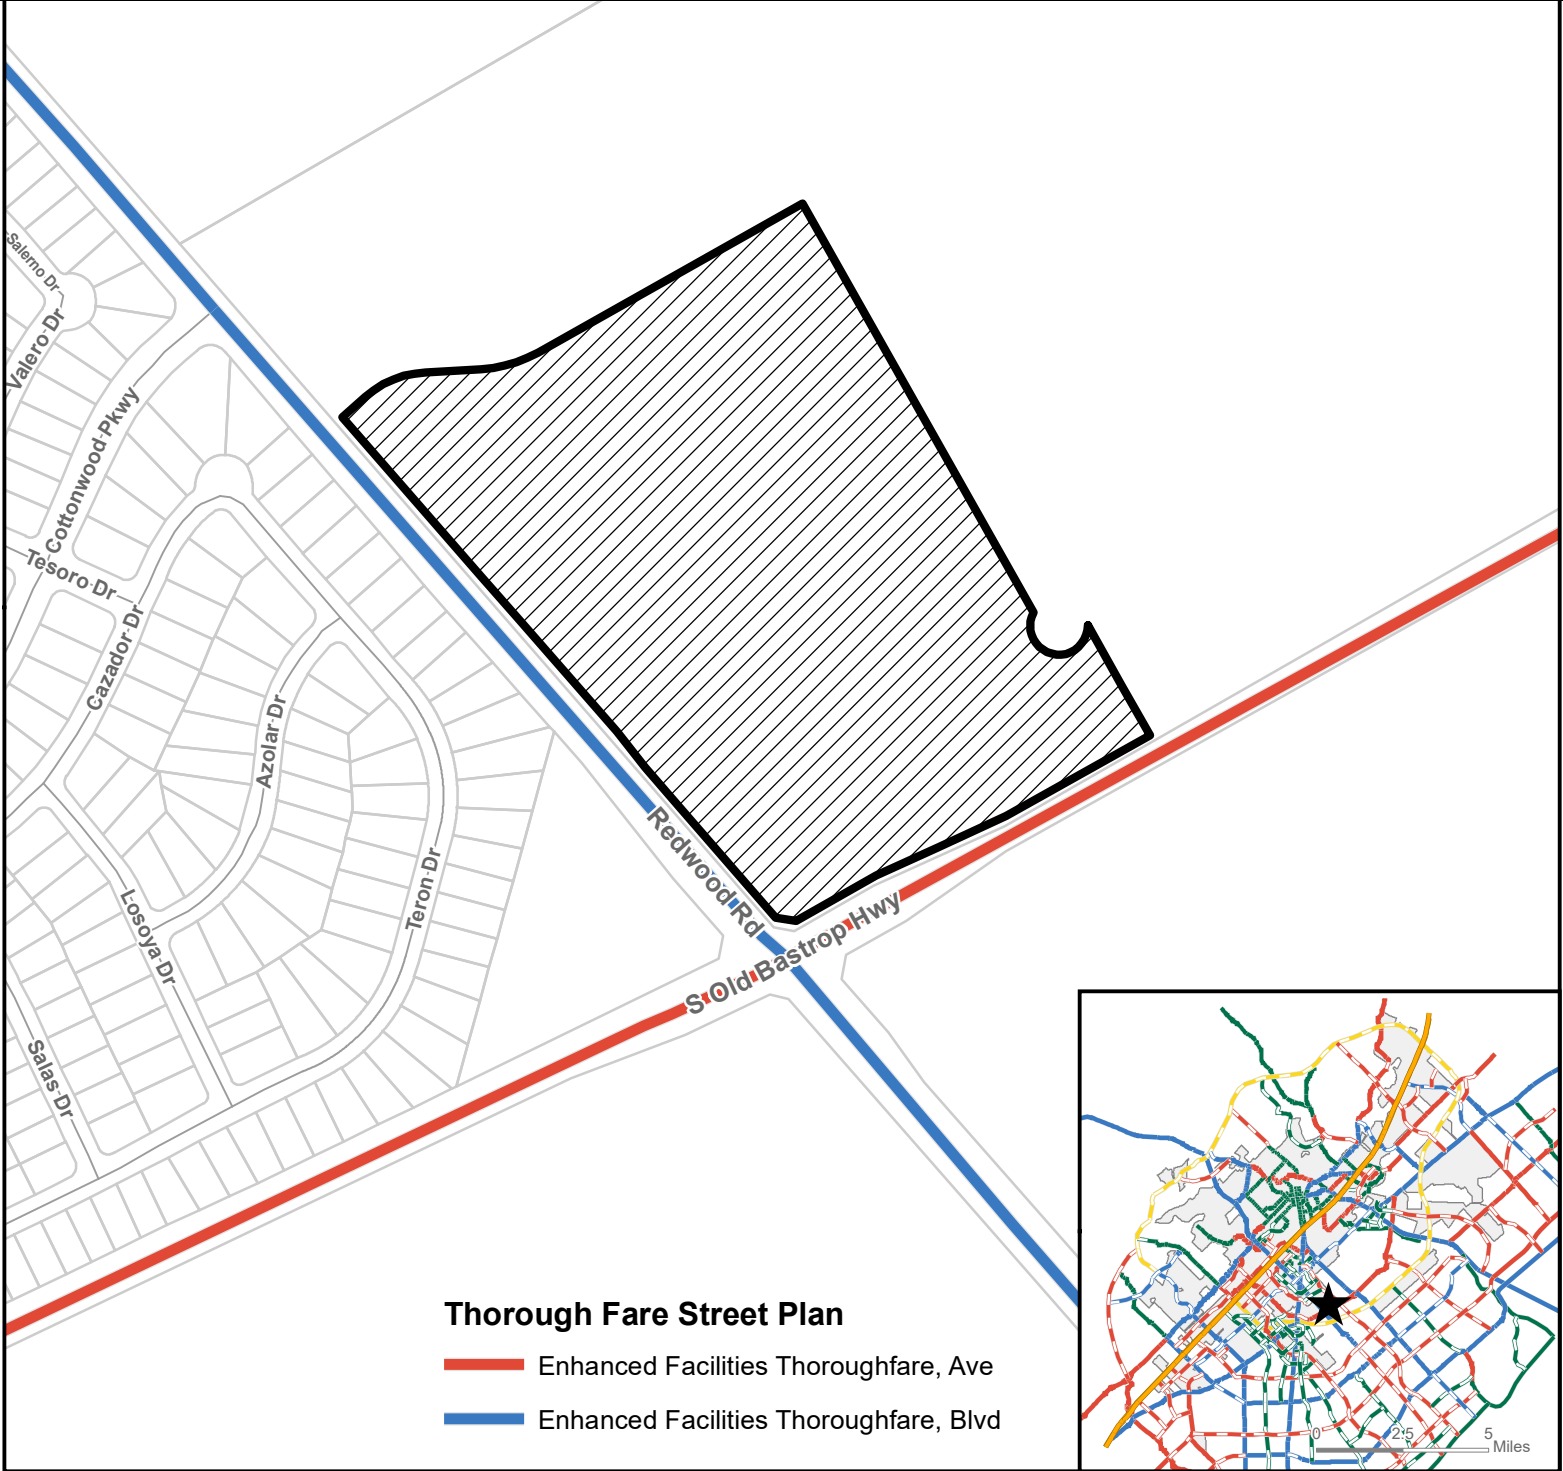 Salerno Dr
Valero Dr
Cottonwood Pkwy
Tesoro Dr
Cazador Dr
Azolar Dr
Teron Dr
Losoya Dr
Salas Dr
Redwood Rd
S Old Bastrop Hwy
Thorough Fare Street Plan
Enhanced Facilities Thoroughfare, Ave
Enhanced Facilities Thoroughfare, Blvd
0 2.5 5
Miles